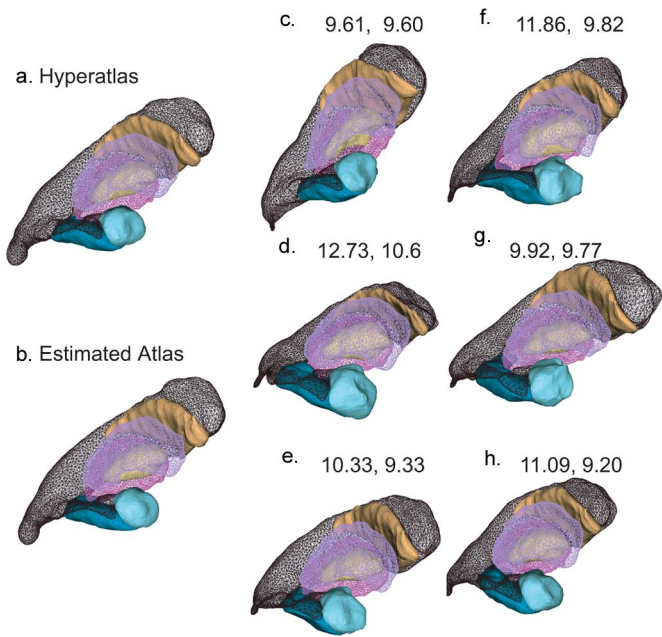 a. Hyperatlas
b. Estimated Atlas
c. 9.61, 9.60
d. 12.73, 10.6
e. 10.33, 9.33
f. 11.86, 9.82
g. 9.92, 9.77
h. 11.09, 9.20